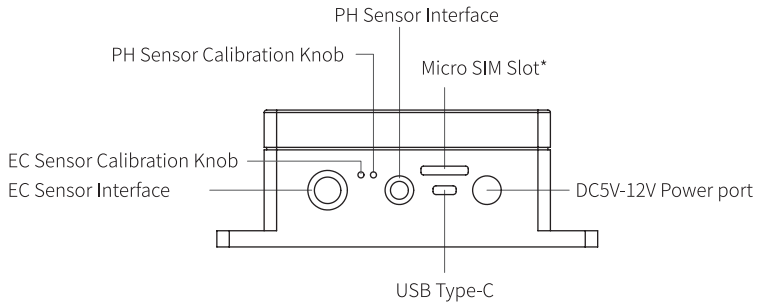 PH Sensor Interface
PH Sensor Calibration Knob
Micro SIM Slot*
EC Sensor Calibration Knob
EC Sensor Interface
DC5V-12V Power port
USB Type-C